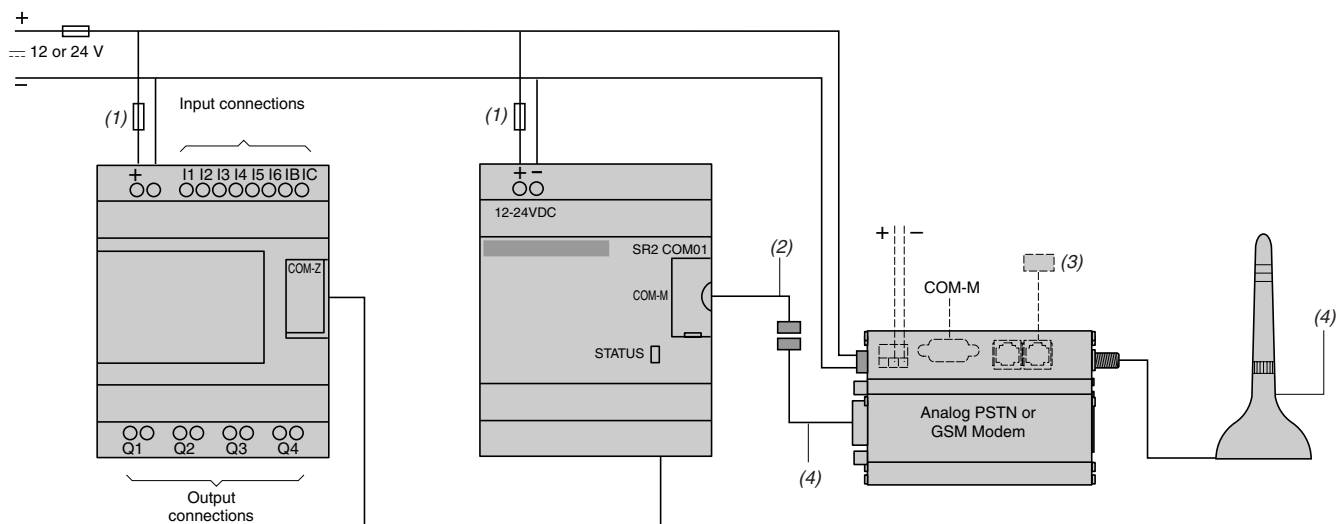 +
⎓ 12 or 24 V
–
(1)
Input connections
(1)
+
I1 I2 I3 I4 I5 I6 IB IC
COM-Z
Q1 Q2 Q3 Q4
Output
connections
+ –
12-24VDC
SR2 COM01
COM-M
STATUS
(2)
(4)
+ –
COM-M
(3)
Analog PSTN or
GSM Modem
(4)